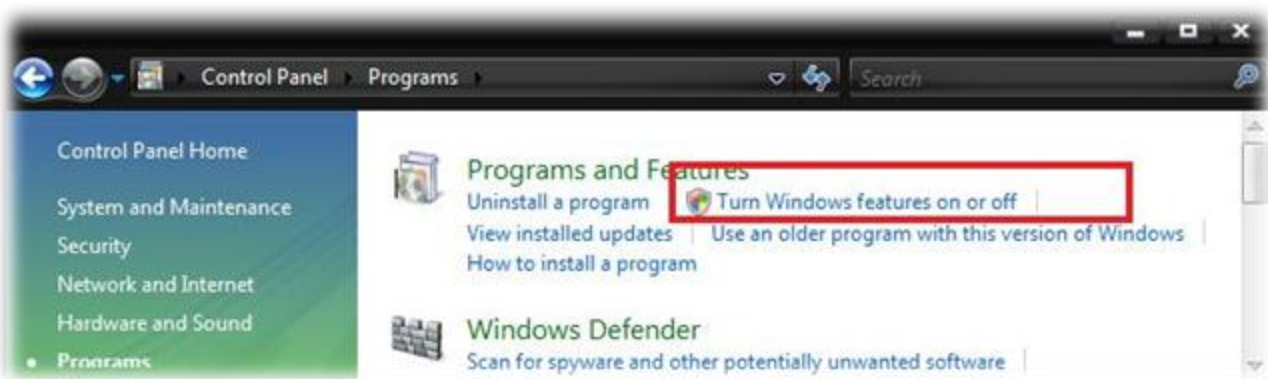 Control Panel Programs Search
Control Panel Home
System and Maintenance
Security
Network and Internet
Hardware and Sound
Programs
Programs and Features
Uninstall a program Turn Windows features on or off
View installed updates Use an older program with this version of Windows
How to install a program
Windows Defender
Scan for spyware and other potentially unwanted software